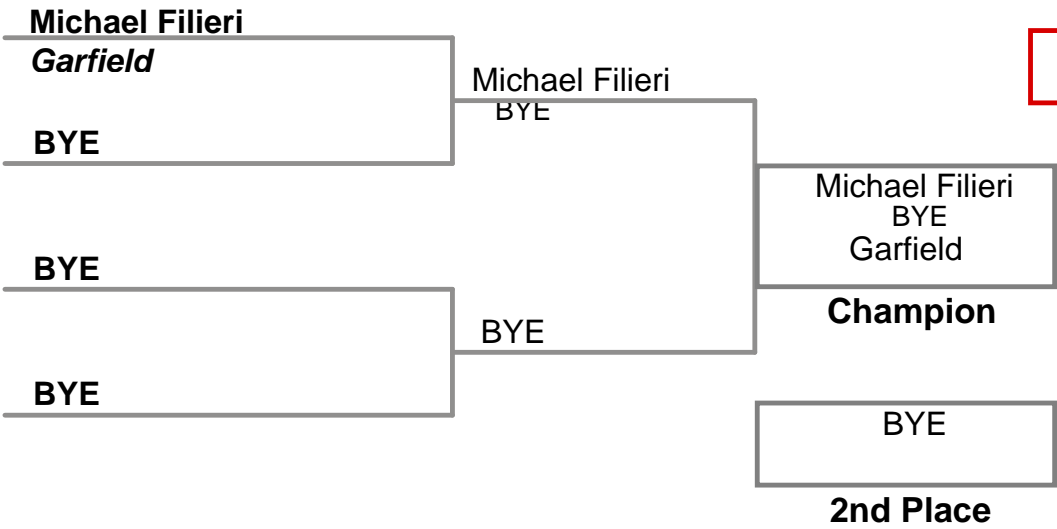 Michael Filieri
Garfield
BYE
BYE
BYE
Michael Filieri
BYE
BYE
Michael Filieri
BYE
Garfield
Champion
BYE
2nd Place